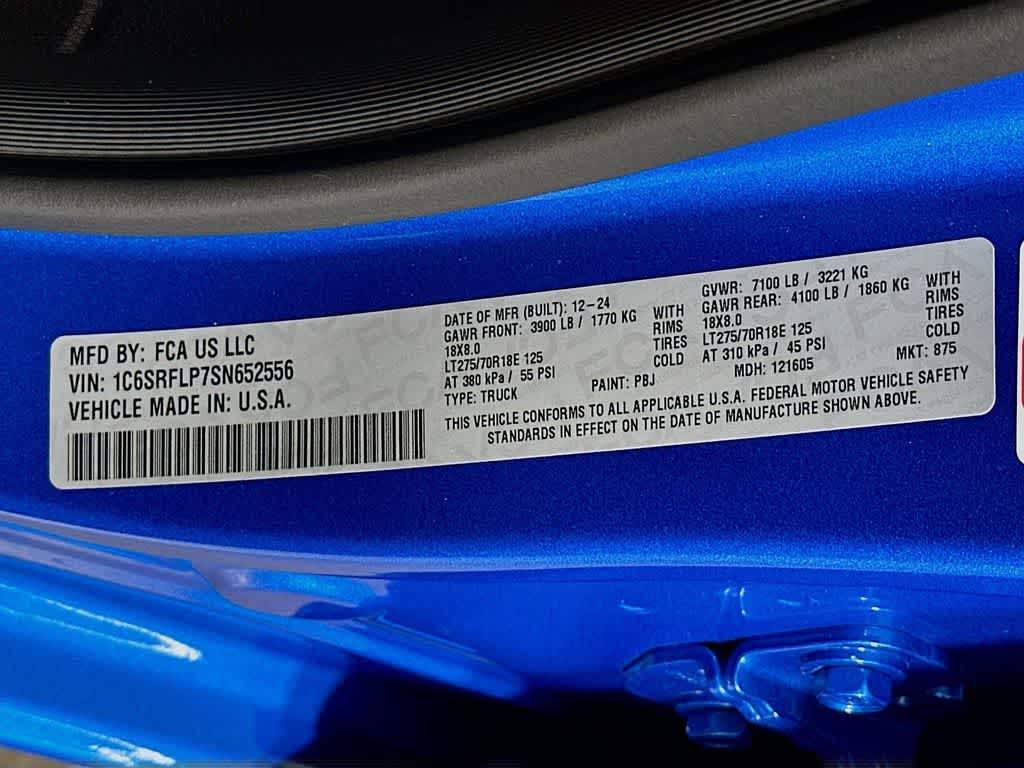 MFD BY: FCA US LLC
VIN: 1C6SRFLP7SN652556
VEHICLE MADE IN: U.S.A.
DATE OF MFR (BUILT): 12-24
GAWR FRONT: 3900 LB / 1770 KG WITH
18X8.0 RIMS
LT275/70R18E 125 TIRES
AT 380 kPa / 55 PSI COLD
TYPE: TRUCK PAINT: PBJ
GVWR: 7100 LB / 3221 KG
GAWR REAR: 4100 LB / 1860 KG WITH
18X8.0 RIMS
LT275/70R18E 125 TIRES
AT 310 kPa / 45 PSI COLD
MDH: 121605 MKT: 875
THIS VEHICLE CONFORMS TO ALL APPLICABLE U.S.A. FEDERAL MOTOR VEHICLE SAFETY
STANDARDS IN EFFECT ON THE DATE OF MANUFACTURE SHOWN ABOVE.